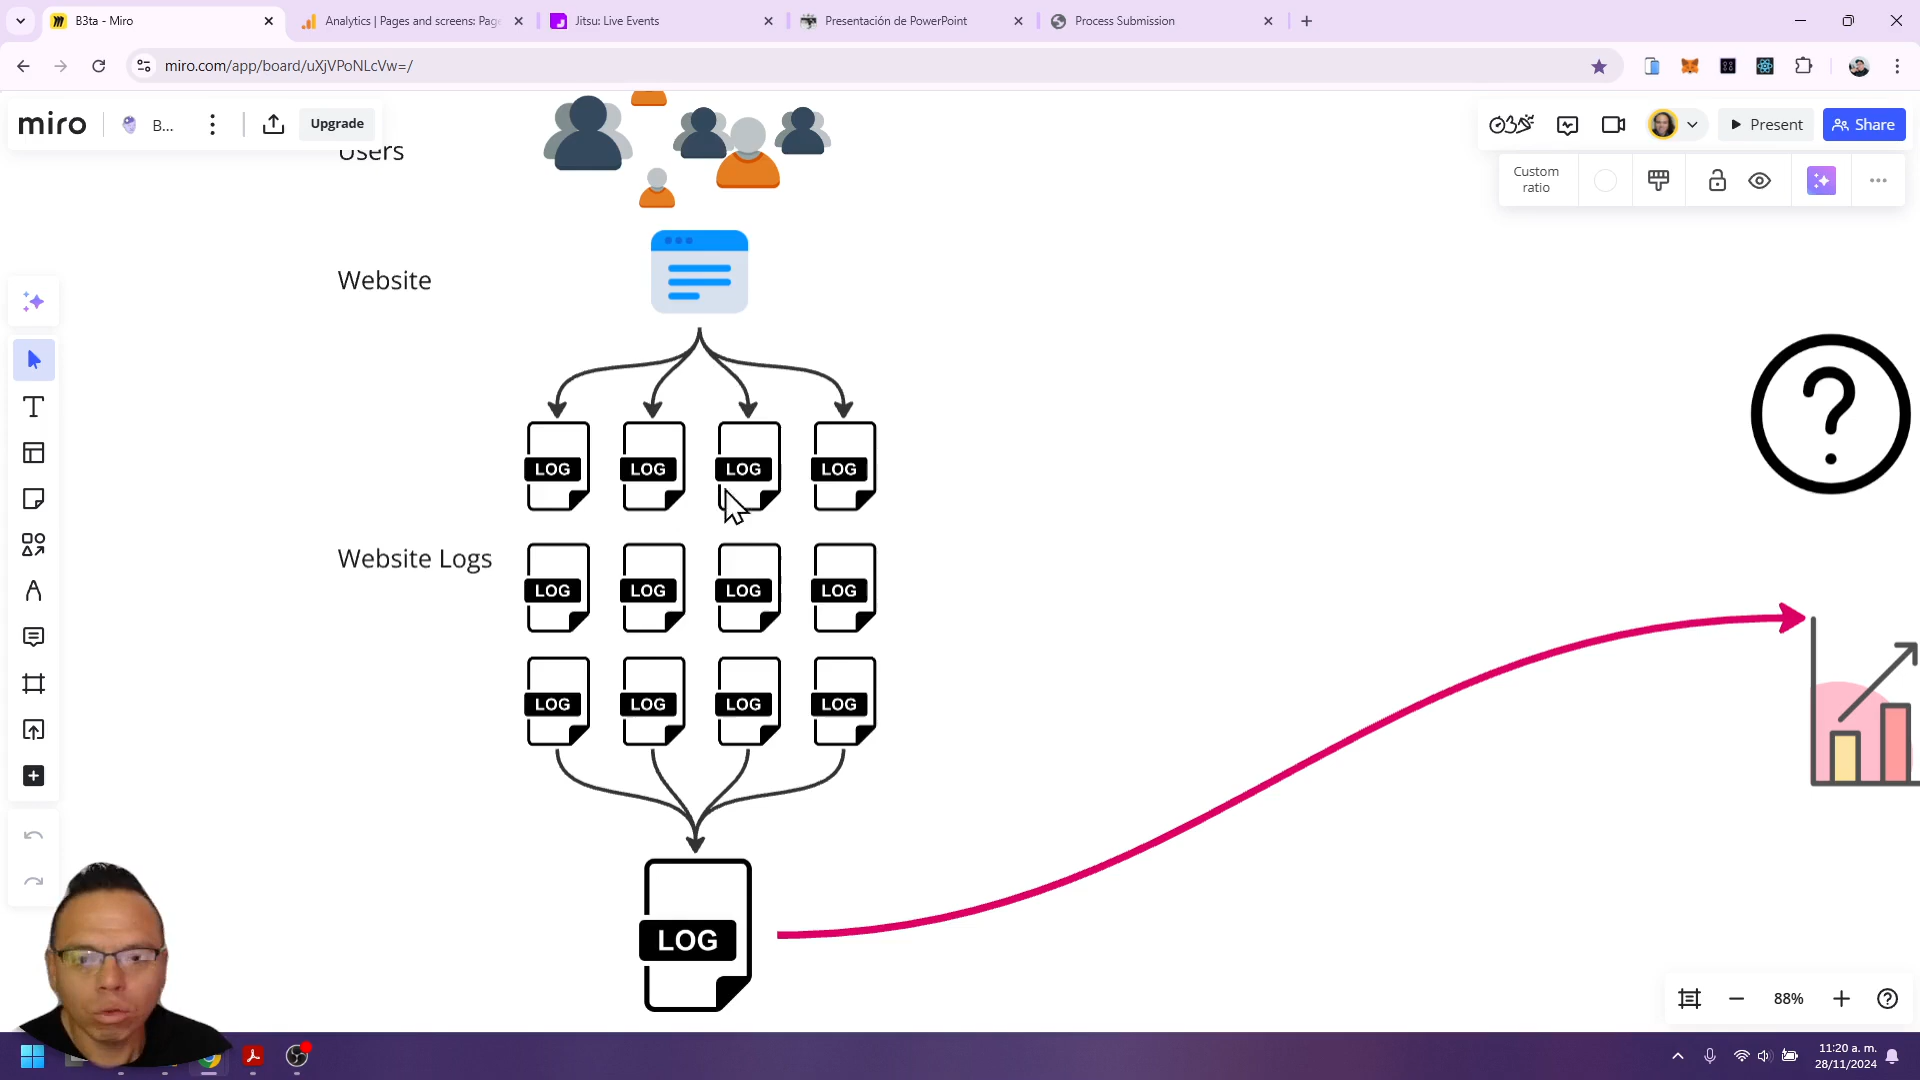 B3ta - Miro
Analytics | Pages and screens: Page
Jitsu: Live Events
Presentación de PowerPoint
Process Submission
miro.com/app/board/uXjVPoNLcVw=/
miro
B...
Upgrade
Present
Share
Custom
ratio
Users
Website
LOG LOG LOG LOG
Website Logs
LOG LOG LOG LOG
LOG LOG LOG LOG
LOG
88%
11:20 a. m.
28/11/2024